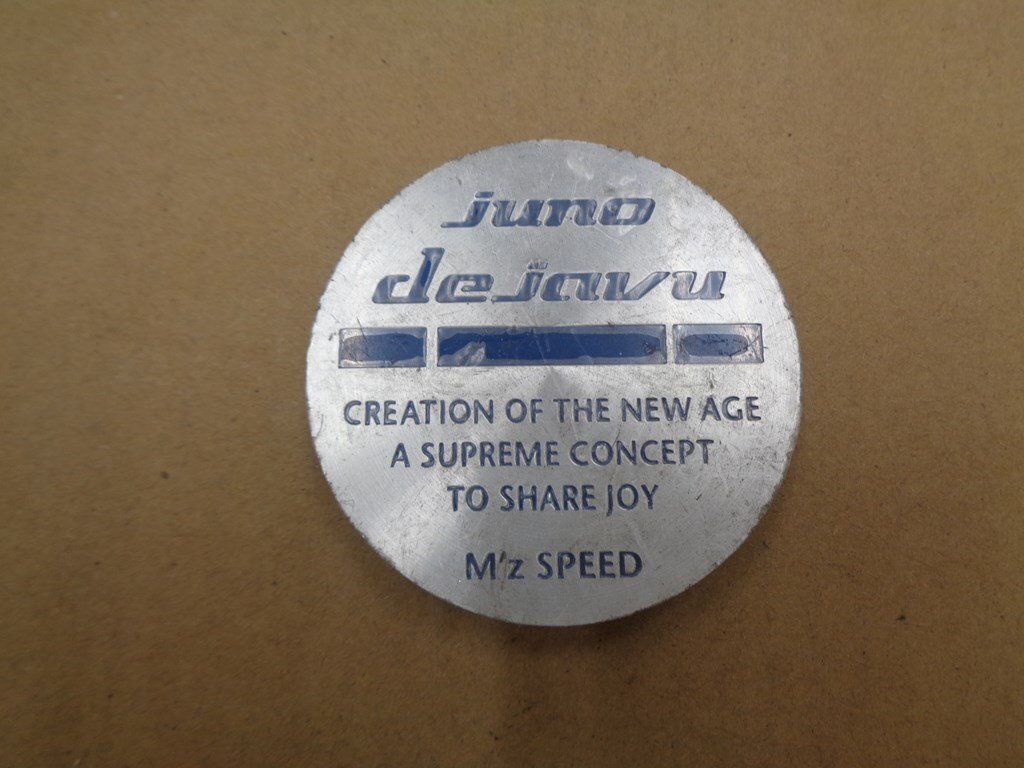 juno
dejavu
CREATION OF THE NEW AGE
A SUPREME CONCEPT
TO SHARE JOY
M'z SPEED